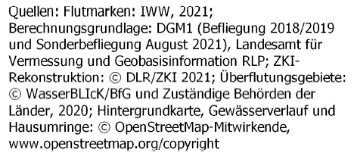 Quellen: Flutmarken: IWW, 2021;
Berechnungsgrundlage: DGM1 (Befliegung 2018/2019
und Sonderbefliegung August 2021), Landesamt für
Vermessung und Geobasisinformation RLP; ZKI-
Rekonstruktion: © DLR/ZKI 2021; Überflutungsgebiete:
© WasserBLIcK/BfG und Zuständige Behörden der
Länder, 2020; Hintergrundkarte, Gewässerverlauf und
Hausumringe: © OpenStreetMap-Mitwirkende,
www.openstreetmap.org/copyright